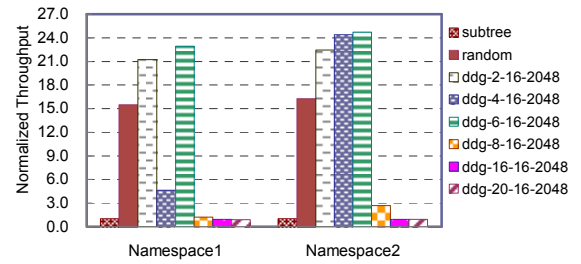 Normalized Throughput
27.0
24.0
21.0
18.0
15.0
12.0
9.0
6.0
3.0
0.0
Namespace1
Namespace2
subtree
random
ddg-2-16-2048
ddg-4-16-2048
ddg-6-16-2048
ddg-8-16-2048
ddg-16-16-2048
ddg-20-16-2048